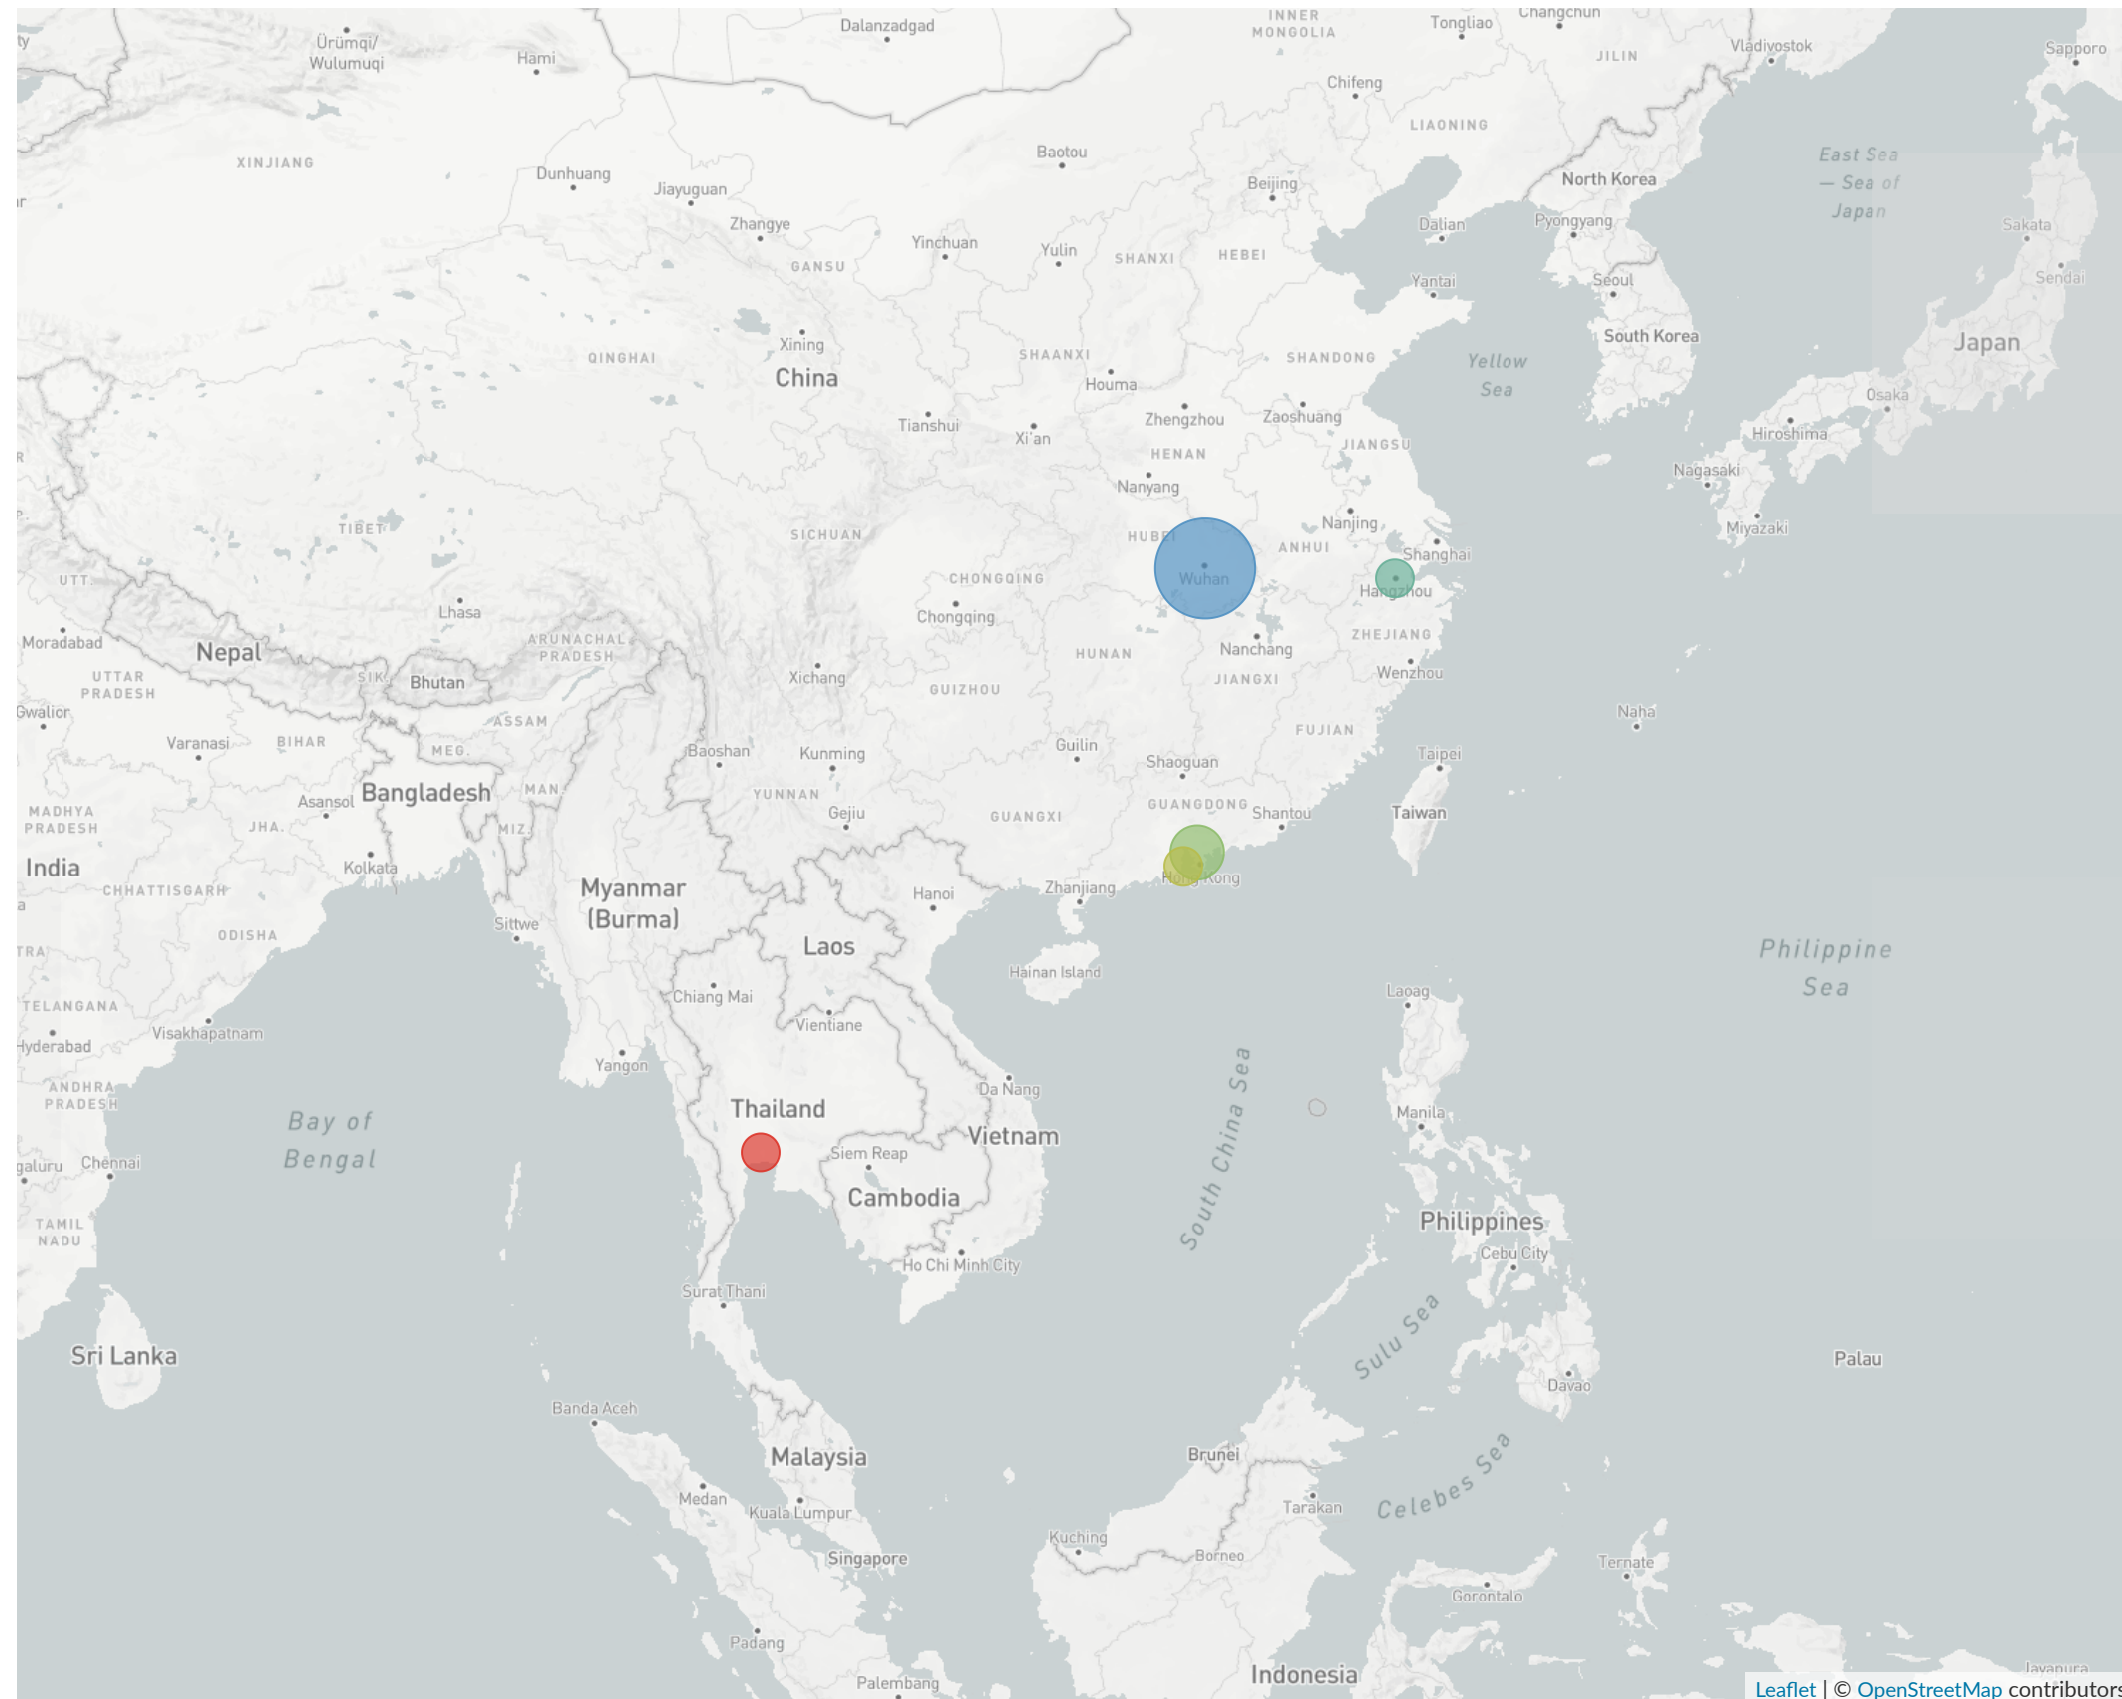 Ürümqi/
Wulumuqi
Hami
Dalanzadgad
INNER
MONGOLIA
Tongliao
Changchun
JILIN
Vladivostok
Sapporo
Chifeng
LIAONING
XINJIANG
Dunhuang
Jiayuguan
Zhangye
Baotou
Beijing
North Korea
East Sea
— Sea of
Japan
GANSU
Yinchuan
Yulin
SHANXI
HEBEI
Dalian
Pyongyang
Sakata
Sendai
Yantai
Seoul
South Korea
Japan
QINGHAI
Xining
China
SHAANXI
Houma
SHANDONG
Yellow
Sea
Osaka
Tianshui
Xi'an
Zhengzhou
Zaoshuang
Hiroshima
HENAN
JIANGSU
Nagasaki
Nanyang
Miyazaki
TIBET
SICHUAN
HUBEI
Nanjing
ANHUI
Shanghai
UTT.
CHONGQING
Wuhan
Hangzhou
Lhasa
Chongqing
Moradabad
Nepal
ARUNACHAL
PRADESH
ZHEJIANG
HUNAN
Nanchang
UTTAR
PRADESH
SIK.
Bhutan
Xichang
GUIZHOU
JIANGXI
Wenzhou
Gwalior
ASSAM
Naha
Varanasi
BIHAR
MEG.
Baoshan
Kunming
Guilin
Shaoguan
FUJIAN
Taipei
Asansol
Bangladesh
MAN.
YUNNAN
GUANGDONG
Shantou
Taiwan
MADHYA
PRADESH
JHA.
MIZ.
Gejiu
GUANGXI
India
Kolkata
Hong Kong
CHHATTISGARH
Myanmar
(Burma)
Hanoi
Zhanjiang
Sittwe
ODISHA
Laos
Philippine
Sea
Hainan Island
Chiang Mai
Laoag
TELANGANA
Visakhapatnam
Vientiane
Hyderabad
Yangon
ANDHRA
PRADESH
Da Nang
Thailand
Bay of
Bengal
South China Sea
Manila
Vietnam
Siem Reap
Chennai
Cambodia
TAMIL
NADU
Philippines
Cebu City
Ho Chi Minh City
Surat Thani
Sulu Sea
Sri Lanka
Palau
Davao
Banda Aceh
Malaysia
Brunei
Celebes Sea
Medan
Kuala Lumpur
Tarakan
Kuching
Singapore
Borneo
Ternate
Gorontalo
Padang
Palembang
Indonesia
Jayapura
Leaflet | © OpenStreetMap contributors